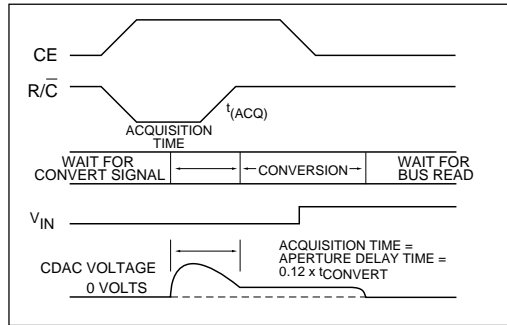 CE
R/C̅
t(ACQ)
ACQUISITION
TIME
WAIT FOR
CONVERT SIGNAL
CONVERSION
WAIT FOR
BUS READ
VIN
ACQUISITION TIME =
APERTURE DELAY TIME =
0.12 x tCONVERT
CDAC VOLTAGE
0 VOLTS